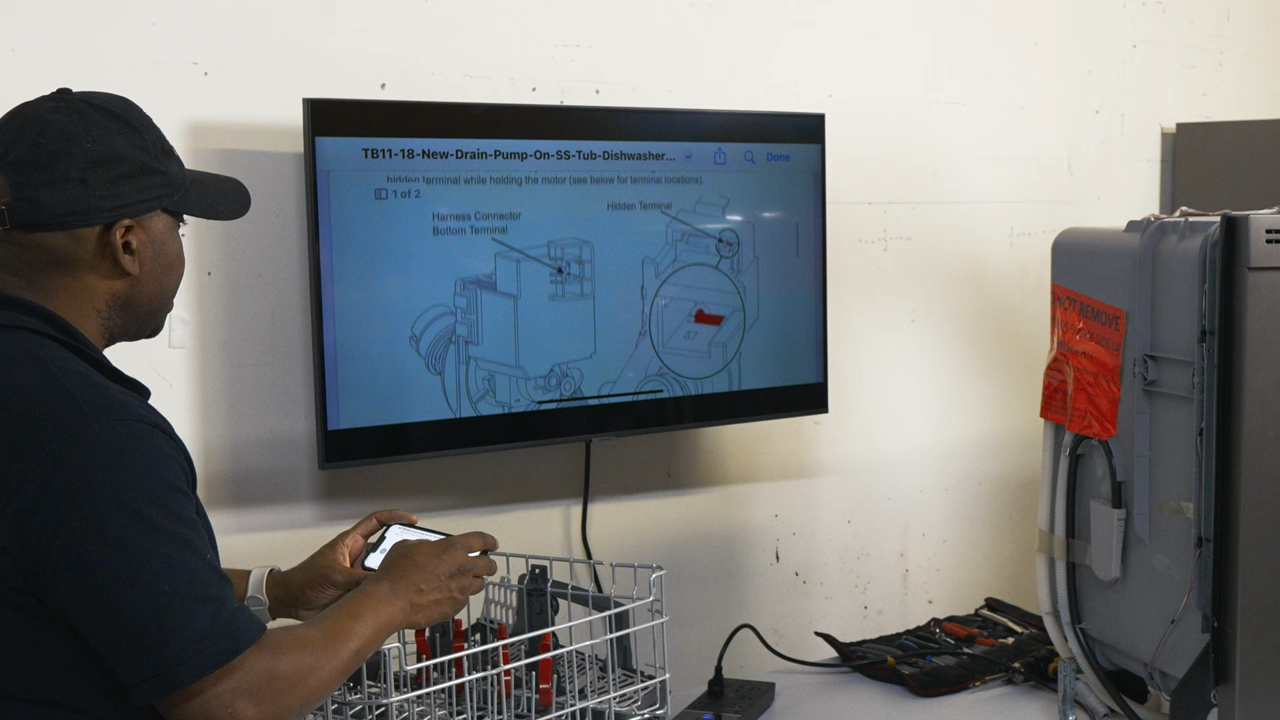 TB11-18-New-Drain-Pump-On-SS-Tub-Dishwasher...
Done
hidden terminal while holding the motor (see below for terminal locations).
1 of 2
Harness Connector
Bottom Terminal
Hidden Terminal
NOT REMOVE